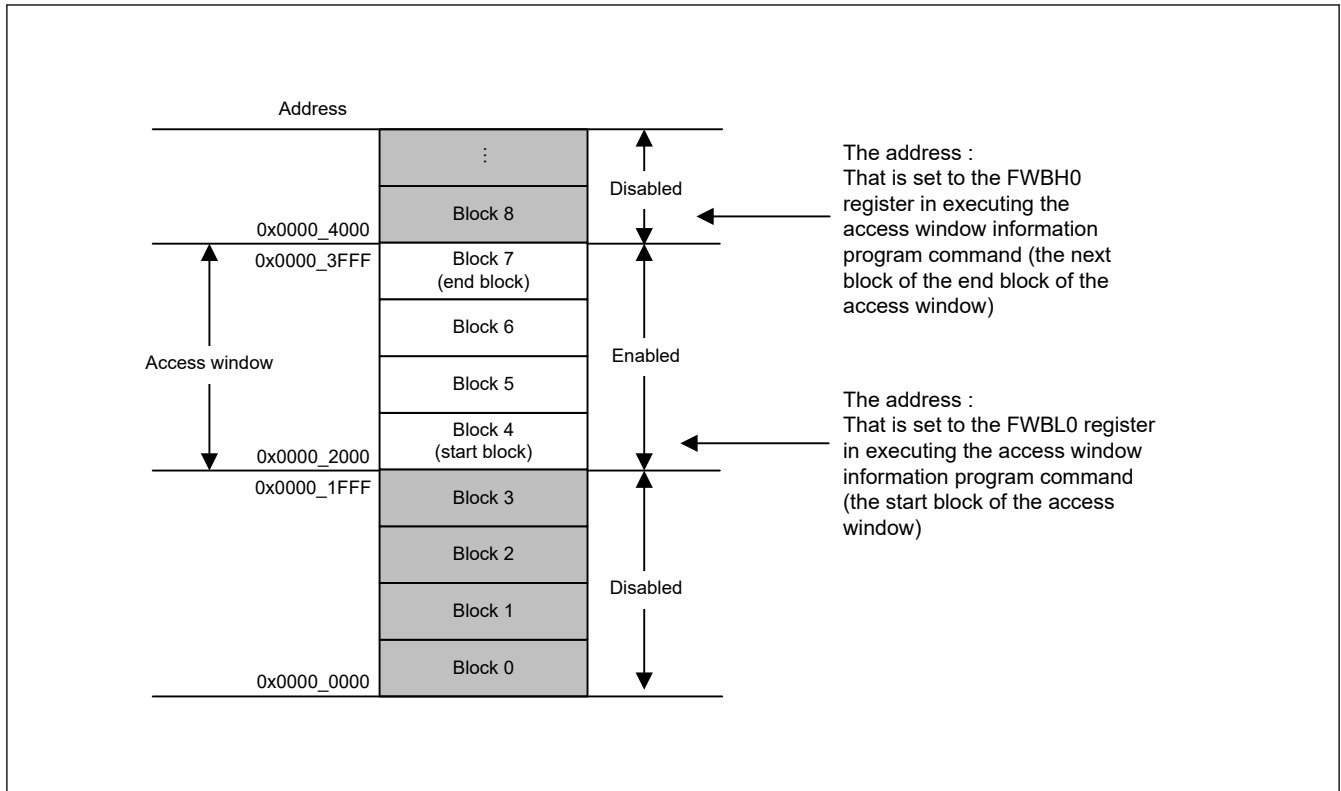 Address
⋮
Disabled
Block 8
0x0000_4000
0x0000_3FFF
Block 7
(end block)
Block 6
Access window
Enabled
Block 5
Block 4
(start block)
0x0000_2000
0x0000_1FFF
Block 3
Block 2
Disabled
Block 1
Block 0
0x0000_0000
The address :
That is set to the FWBH0
register in executing the
access window information
program command (the next
block of the end block of the
access window)
The address :
That is set to the FWBL0 register
in executing the access window
information program command
(the start block of the access
window)